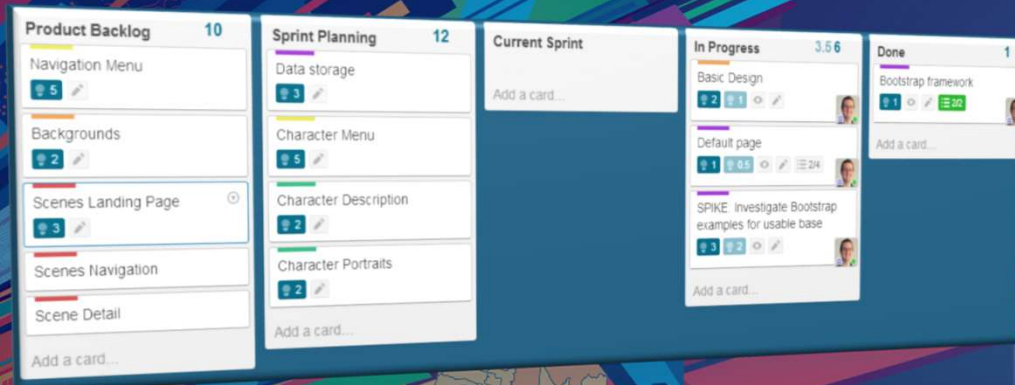 Product Backlog 10
Navigation Menu
5
Backgrounds
2
Scenes Landing Page
3
Scenes Navigation
Scene Detail
Add a card...
Sprint Planning 12
Data storage
3
Character Menu
5
Character Description
2
Character Portraits
2
Add a card...
Current Sprint
Add a card...
In Progress 3.5 6
Basic Design
2 1
Default page
1 0.5 2/4
SPIKE: Investigate Bootstrap
examples for usable base
3 2
Add a card...
Done 1
Bootstrap framework
1 2/2
Add a card...